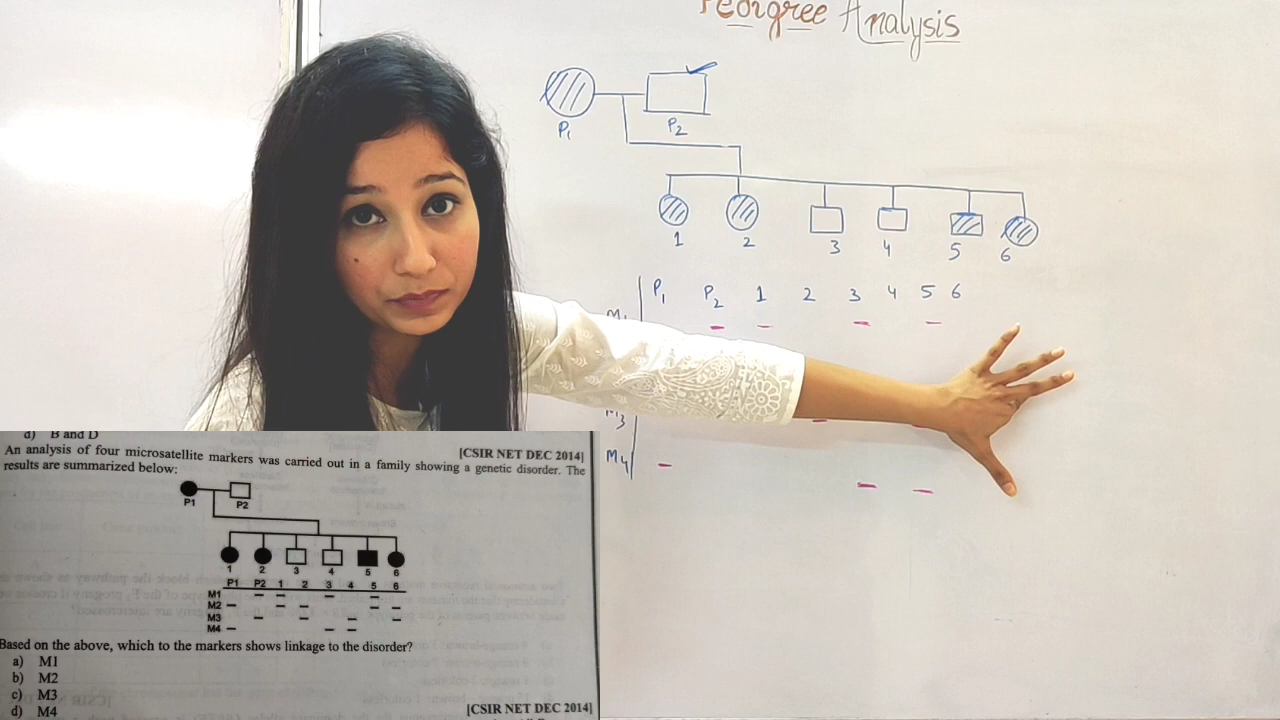 Pedigree Analysis
P1 P2
1 2 3 4 5 6
P1 P2 1 2 3 4 5 6
M4
d) B and D
[CSIR NET DEC 2014]
An analysis of four microsatellite markers was carried out in a family showing a genetic disorder. The
results are summarized below:
P1 P2
1 2 3 4 5 6
P1 P2 1 2 3 4 5 6
M1
M2
M3
M4
Based on the above, which to the markers shows linkage to the disorder?
a) M1
b) M2
c) M3
d) M4
[CSIR NET DEC 2014]